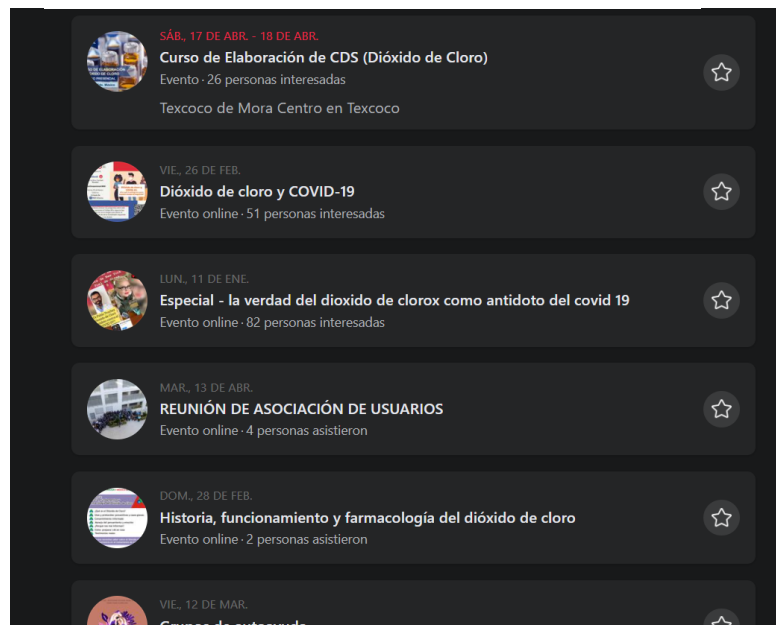 SÁB., 17 DE ABR. - 18 DE ABR.
Curso de Elaboración de CDS (Dióxido de Cloro)
Evento · 26 personas interesadas
Texcoco de Mora Centro en Texcoco
VIE., 26 DE FEB.
Dióxido de cloro y COVID-19
Evento online · 51 personas interesadas
LUN., 11 DE ENE.
Especial - la verdad del dioxido de clorox como antidoto del covid 19
Evento online · 82 personas interesadas
MAR., 13 DE ABR.
REUNIÓN DE ASOCIACIÓN DE USUARIOS
Evento online · 4 personas asistieron
DOM., 28 DE FEB.
Historia, funcionamiento y farmacología del dióxido de cloro
Evento online · 2 personas asistieron
VIE., 12 DE MAR.